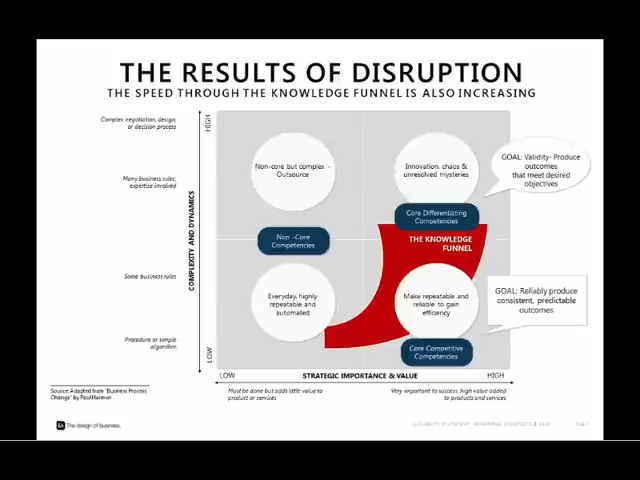 THE RESULTS OF DISRUPTION
THE SPEED THROUGH THE KNOWLEDGE FUNNEL IS ALSO INCREASING
Complex negotiation, design,
or decision process
Many business rules;
expertise involved
Some business rules
Procedure or simple
algorithm
COMPLEXITY AND DYNAMICS
HIGH
LOW
Non-core but complex -
Outsource
Innovation, chaos &
unresolved mysteries
GOAL: Validity- Produce
outcomes
that meet desired
objectives
Core Differentiating
Competencies
Non -Core
Competencies
THE KNOWLEDGE
FUNNEL
Everyday, highly
repeatable and
automated
Make repeatable and
reliable to gain
efficiency
GOAL: Reliably produce
consistent, predictable
outcomes
Core Competitive
Competencies
LOW
STRATEGIC IMPORTANCE & VALUE
HIGH
Must be done but adds little value to
product or services
Very important to success, high value added
to products and services
Source: Adapted from "Business Process
Change" by Paul Harmon
EA The design of business.